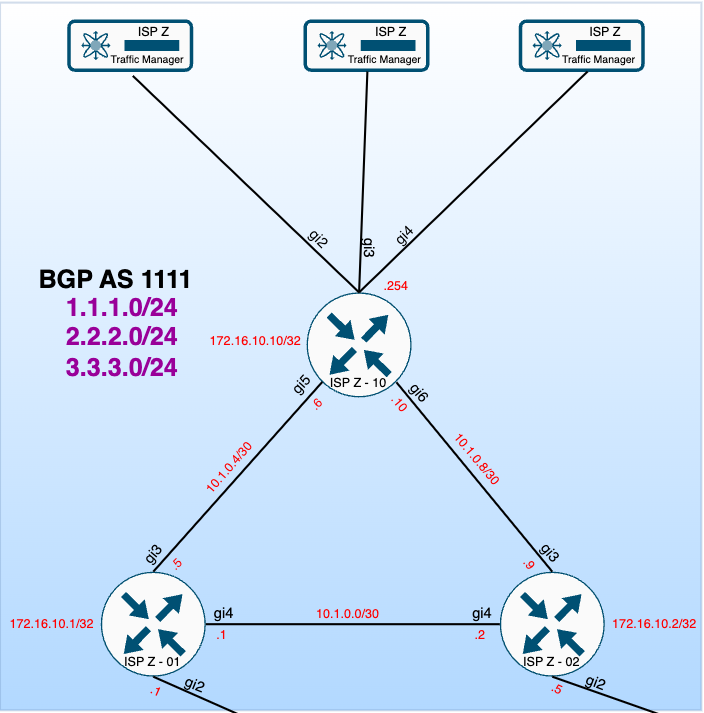 ISP Z
Traffic Manager
ISP Z
Traffic Manager
ISP Z
Traffic Manager
gi2
gi3
gi4
BGP AS 1111
1.1.1.0/24
2.2.2.0/24
3.3.3.0/24
.254
172.16.10.10/32
ISP Z - 10
gi5
gi6
.6
.10
10.1.0.4/30
10.1.0.8/30
gi3
.5
gi3
.9
172.16.10.1/32
gi4
.1
10.1.0.0/30
gi4
.2
172.16.10.2/32
ISP Z - 01
ISP Z - 02
.1
gi2
.5
gi2